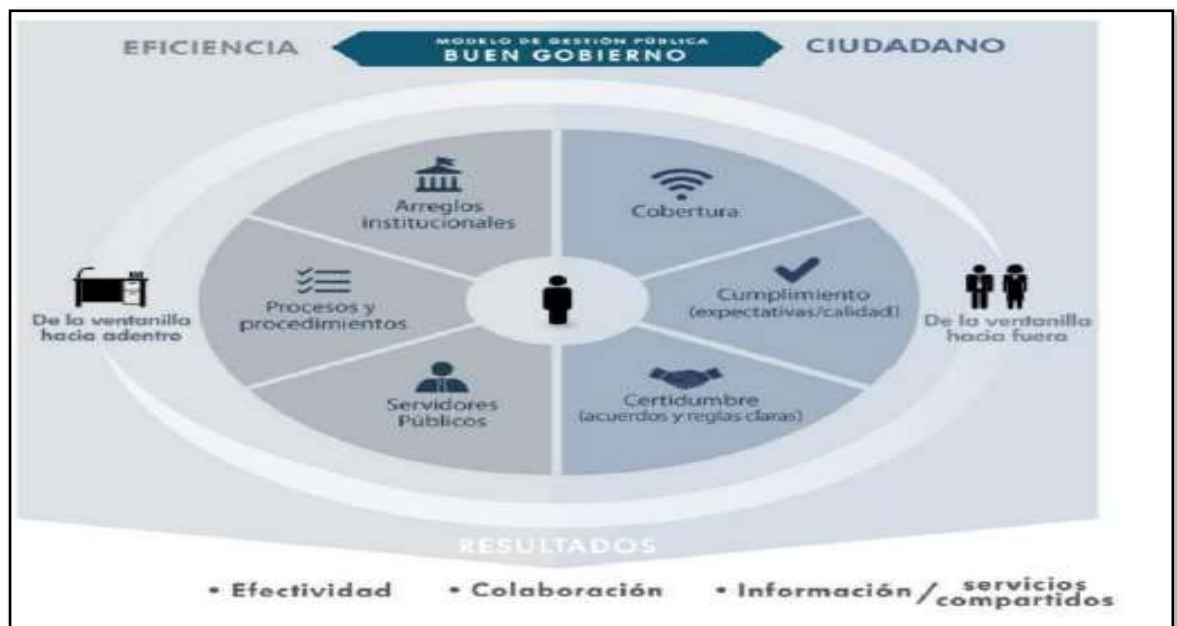 EFICIENCIA
MODELO DE GESTIÓN PÚBLICA
BUEN GOBIERNO
CIUDADANO
Arreglos
institucionales
Cobertura
Procesos y
procedimientos
Cumplimiento
(expectativas/calidad)
De la ventanilla
hacia adentro
De la ventanilla
hacia fuera
Servidores
Públicos
Certidumbre
(acuerdos y reglas claras)
RESULTADOS
• Efectividad
• Colaboración
• Información / servicios
compartidos